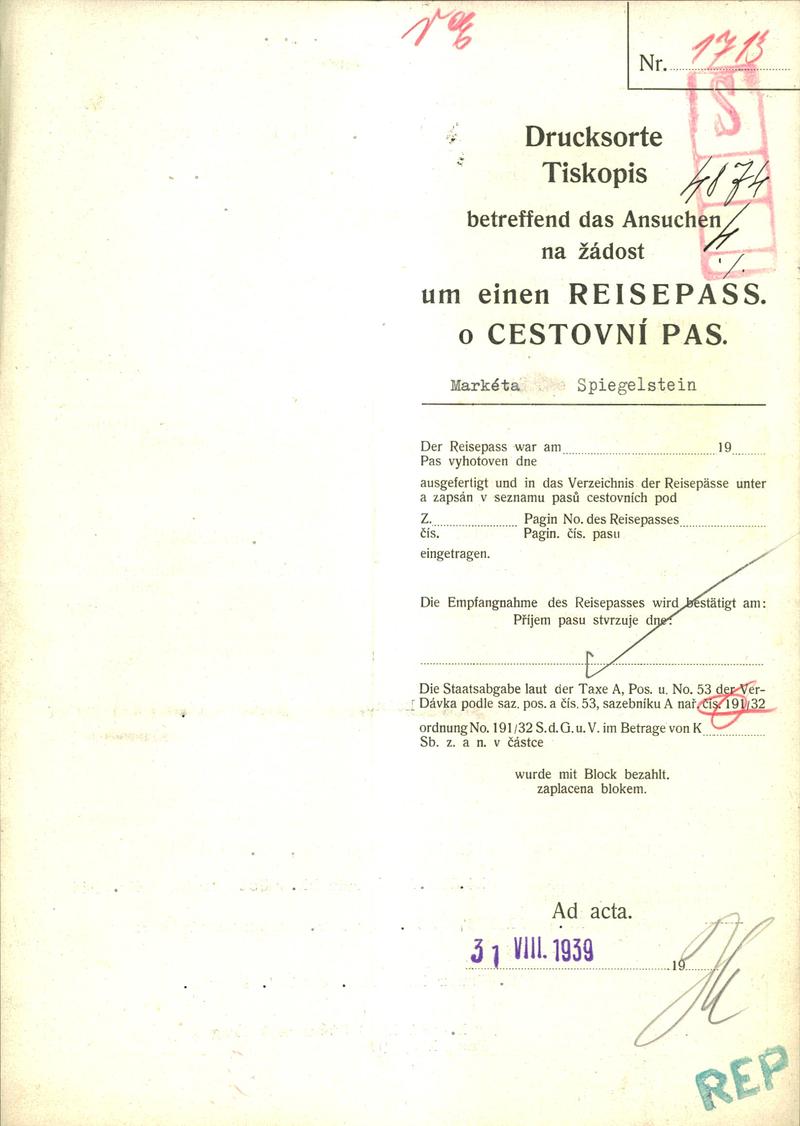 Nr. 1713
S
Drucksorte
Tiskopis
4874
betreffend das Ansuchen
na žádost
um einen REISEPASS.
o CESTOVNÍ PAS.
Markéta Spiegelstein
Der Reisepass war am 19
Pas vyhotoven dne
ausgefertigt und in das Verzeichnis der Reisepässe unter
a zapsán v seznamu pasů cestovních pod
Z. Pagin No. des Reisepasses
čís. Pagin. čís. pasu
eingetragen.
Die Empfangnahme des Reisepasses wird bestätigt am:
Příjem pasu stvrzuje dne:
Die Staatsabgabe laut der Taxe A, Pos. u. No. 53 der Ver-
Dávka podle saz. pos. a čís. 53, sazebníku A nař. čís. 191/32
ordnung No. 191/32 S. d. G. u. V. im Betrage von K
Sb. z. a n. v částce
wurde mit Block bezahlt.
zaplacena blokem.
Ad acta.
31 VIII. 1939
19
REP